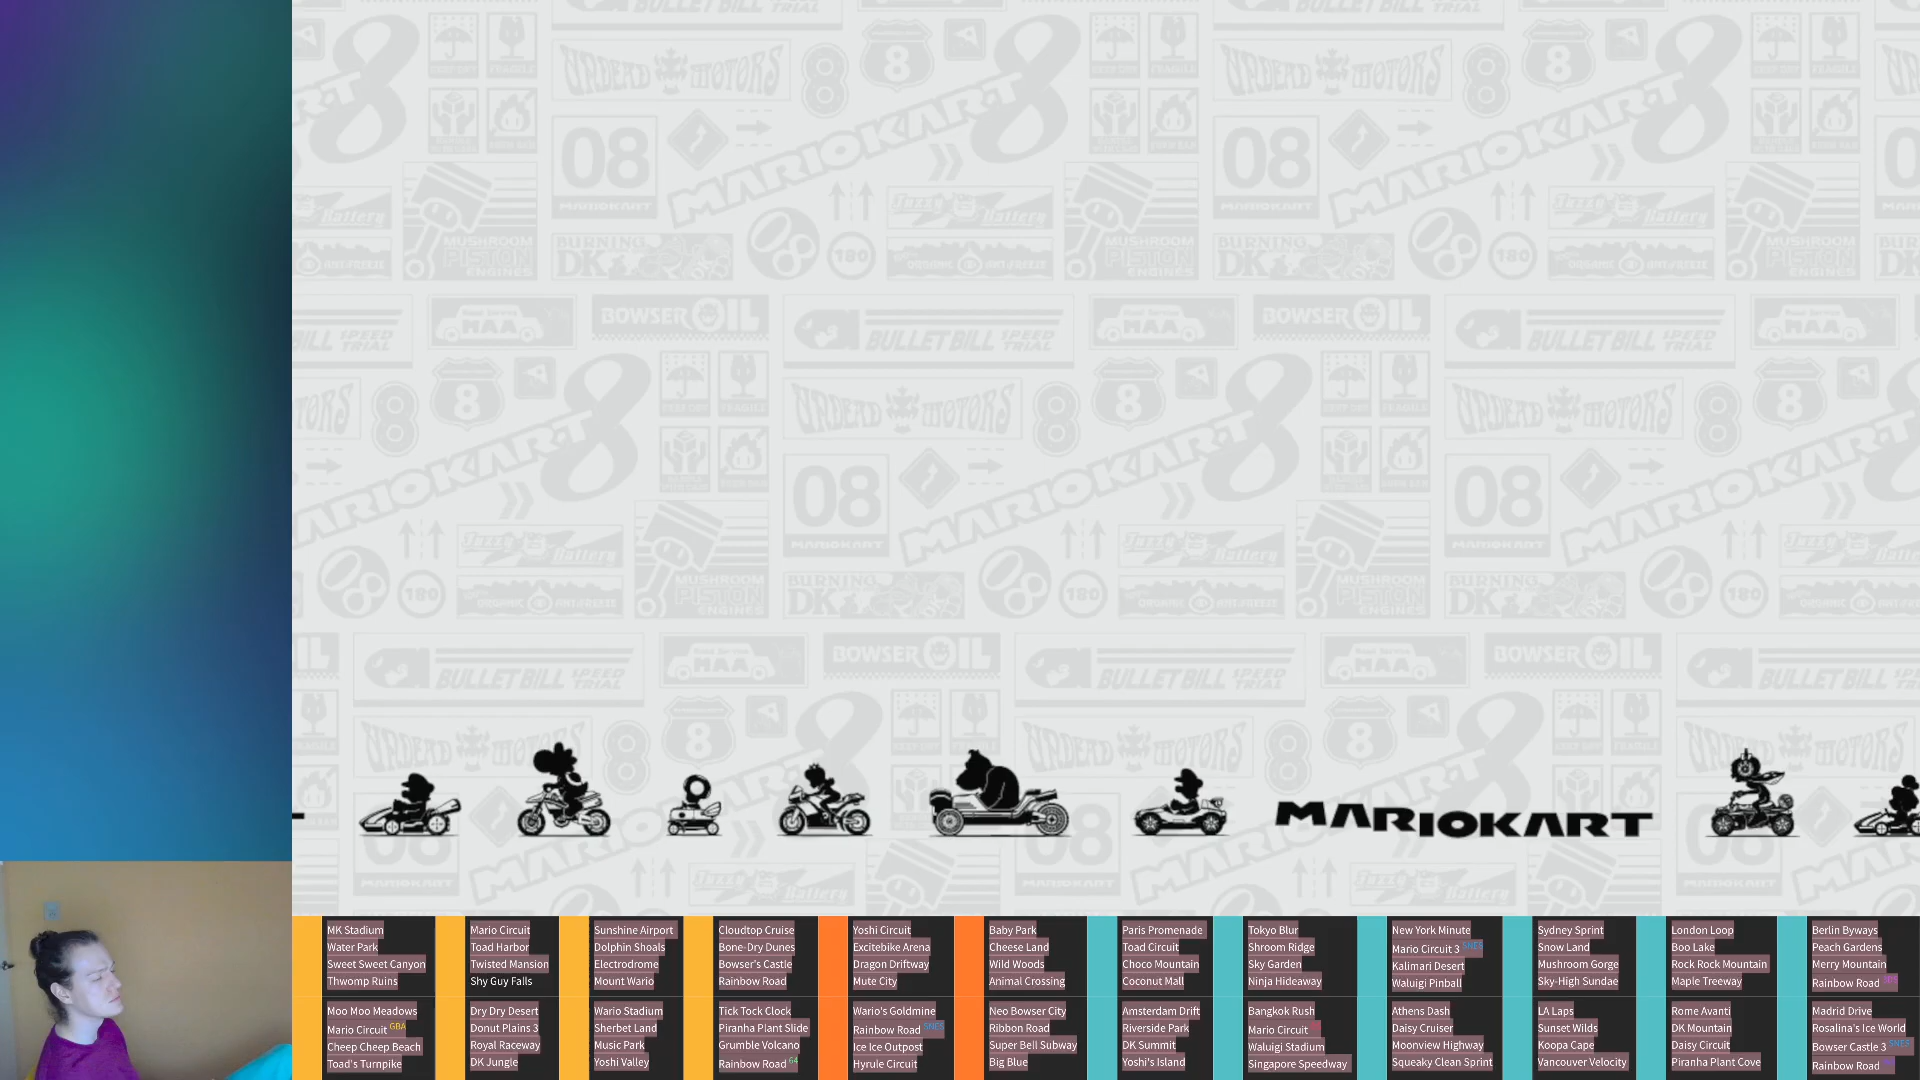 MARIOKART
MK Stadium
Water Park
Sweet Sweet Canyon
Thwomp Ruins
Mario Circuit
Toad Harbor
Twisted Mansion
Shy Guy Falls
Sunshine Airport
Dolphin Shoals
Electrodrome
Mount Wario
Cloudtop Cruise
Bone-Dry Dunes
Bowser's Castle
Rainbow Road
Yoshi Circuit
Excitebike Arena
Dragon Driftway
Mute City
Baby Park
Cheese Land
Wild Woods
Animal Crossing
Paris Promenade
Toad Circuit
Choco Mountain
Coconut Mall
Tokyo Blur
Shroom Ridge
Sky Garden
Ninja Hideaway
New York Minute
Mario Circuit 3 SNES
Kalimari Desert
Waluigi Pinball
Sydney Sprint
Snow Land
Mushroom Gorge
Sky-High Sundae
London Loop
Boo Lake
Rock Rock Mountain
Maple Treeway
Berlin Byways
Peach Gardens
Merry Mountain
Rainbow Road 3DS
Moo Moo Meadows
Mario Circuit GBA
Cheep Cheep Beach
Toad's Turnpike
Dry Dry Desert
Donut Plains 3
Royal Raceway
DK Jungle
Wario Stadium
Sherbet Land
Music Park
Yoshi Valley
Tick Tock Clock
Piranha Plant Slide
Grumble Volcano
Rainbow Road 64
Wario's Goldmine
Rainbow Road SNES
Ice Ice Outpost
Hyrule Circuit
Neo Bowser City
Ribbon Road
Super Bell Subway
Big Blue
Amsterdam Drift
Riverside Park
DK Summit
Yoshi's Island
Bangkok Rush
Mario Circuit
Waluigi Stadium
Singapore Speedway
Athens Dash
Daisy Cruiser
Moonview Highway
Squeaky Clean Sprint
LA Laps
Sunset Wilds
Koopa Cape
Vancouver Velocity
Rome Avanti
DK Mountain
Daisy Circuit
Piranha Plant Cove
Madrid Drive
Rosalina's Ice World
Bowser Castle 3 SNES
Rainbow Road